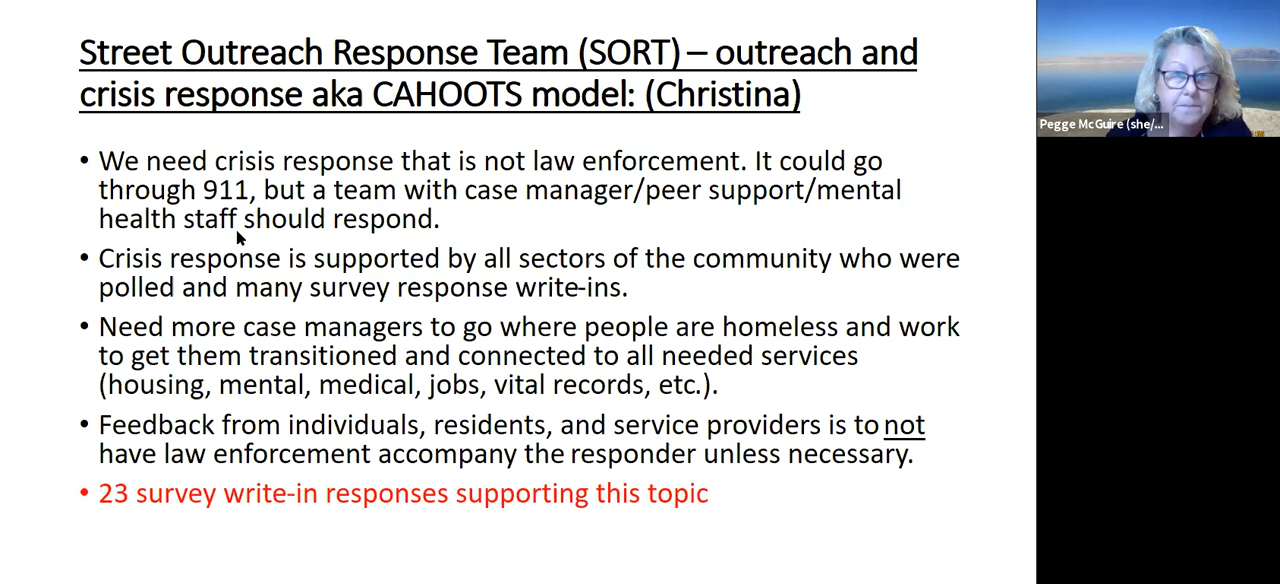 Street Outreach Response Team (SORT) – outreach and
crisis response aka CAHOOTS model: (Christina)
• We need crisis response that is not law enforcement. It could go
through 911, but a team with case manager/peer support/mental
health staff should respond.
• Crisis response is supported by all sectors of the community who were
polled and many survey response write-ins.
• Need more case managers to go where people are homeless and work
to get them transitioned and connected to all needed services
(housing, mental, medical, jobs, vital records, etc.).
• Feedback from individuals, residents, and service providers is to not
have law enforcement accompany the responder unless necessary.
• 23 survey write-in responses supporting this topic
Pegge McGuire (she/...